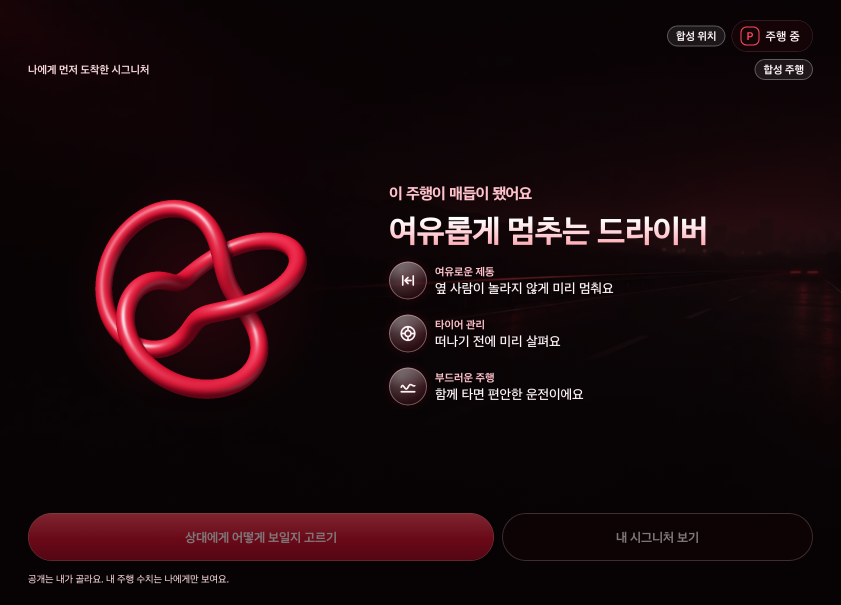 합성 위치
P 주행 중
나에게 먼저 도착한 시그니처
합성 주행
이 주행이 매듭이 됐어요
여유롭게 멈추는 드라이버
여유로운 제동
옆 사람이 놀라지 않게 미리 멈춰요
타이어 관리
떠나기 전에 미리 살펴요
부드러운 주행
함께 타면 편안한 운전이에요
상대에게 어떻게 보일지 고르기
내 시그니처 보기
공개는 내가 골라요. 내 주행 수치는 나에게만 보여요.